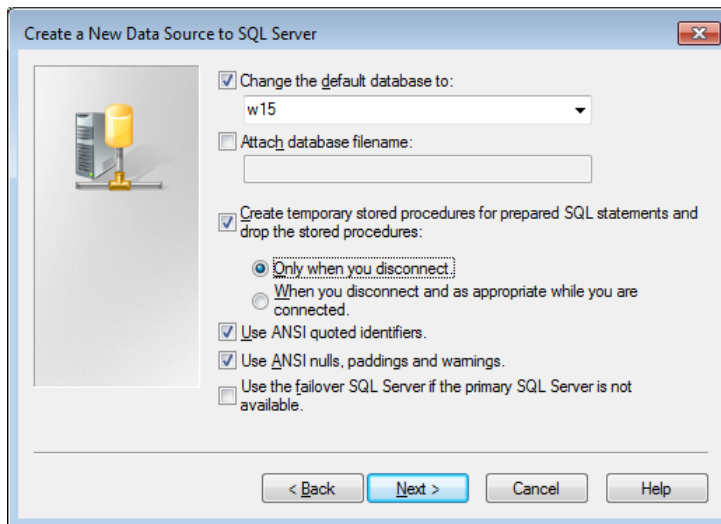 Create a New Data Source to SQL Server
Change the default database to:
w15
Attach database filename:
Create temporary stored procedures for prepared SQL statements and
drop the stored procedures:
Only when you disconnect.
When you disconnect and as appropriate while you are
connected.
Use ANSI quoted identifiers.
Use ANSI nulls, paddings and warnings.
Use the failover SQL Server if the primary SQL Server is not
available.
< Back
Next >
Cancel
Help